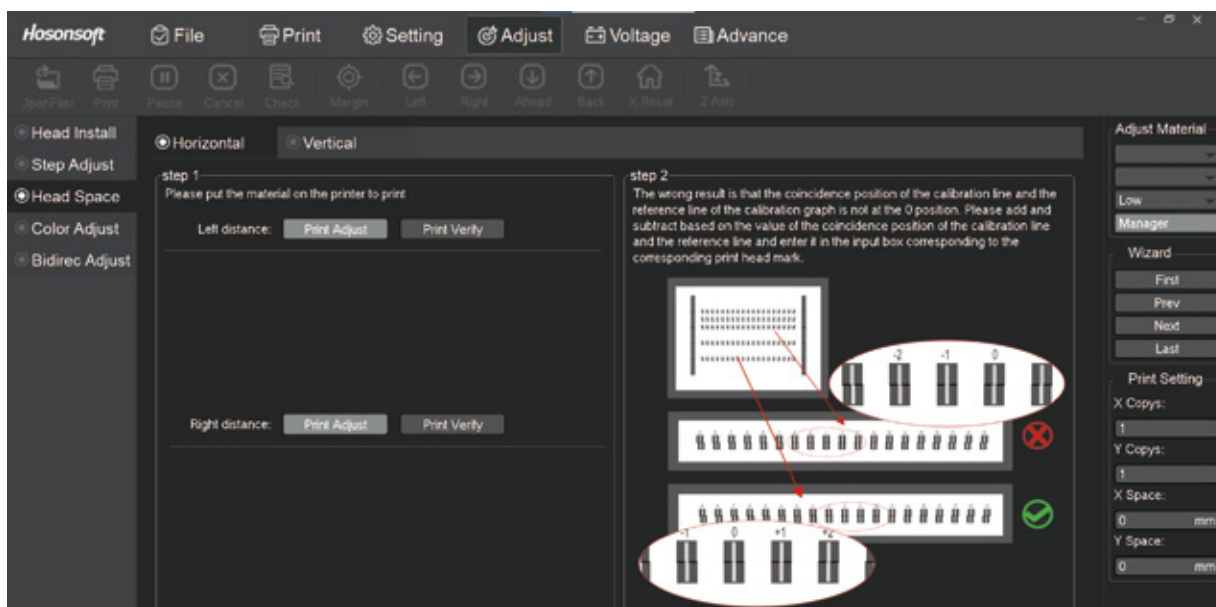 Hosonsoft
File
Print
Setting
Adjust
Voltage
Advance
OpenFiles
Print
Pause
Cancel
Check
Margin
Left
Right
Ahead
Back
X Reset
Z Axis
Head Install
Step Adjust
Head Space
Color Adjust
Bidirec Adjust
Horizontal
Vertical
step 1
Please put the material on the printer to print
Left distance:
Print Adjust
Print Verify
Right distance:
Print Adjust
Print Verify
step 2
The wrong result is that the coincidence position of the calibration line and the
reference line of the calibration graph is not at the 0 position. Please add and
subtract based on the value of the coincidence position of the calibration line
and the reference line and enter it in the input box corresponding to the
corresponding print head mark.
-2 -1 0
-1 0 +1 +2
Adjust Material
Low
Manager
Wizard
First
Prev
Next
Last
Print Setting
X Copys:
1
Y Copys:
1
X Space:
0 mm
Y Space:
0 mm